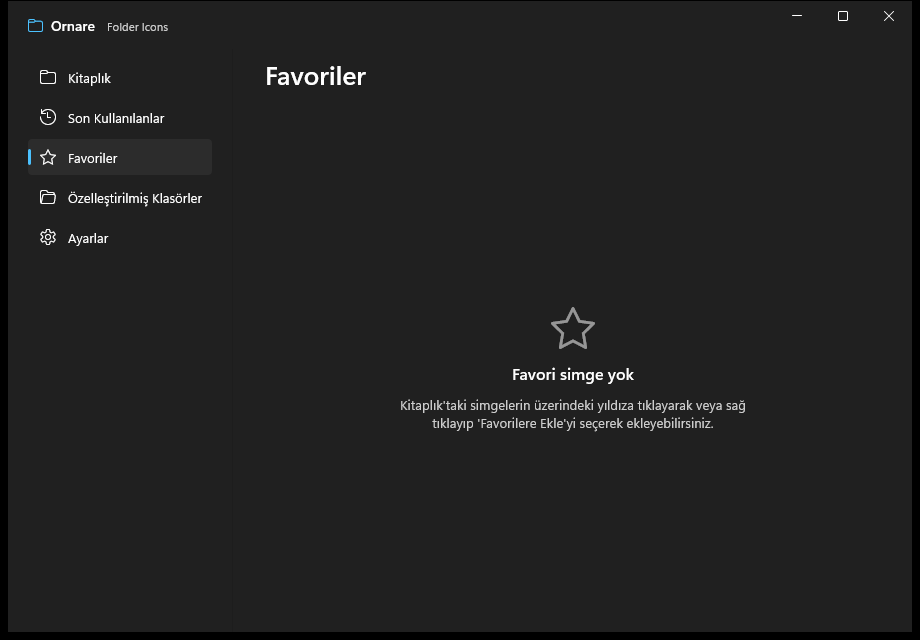 Ornare Folder Icons
Kitaplık
Son Kullanılanlar
Favoriler
Özelleştirilmiş Klasörler
Ayarlar
Favoriler
Favori simge yok
Kitaplık'taki simgelerin üzerindeki yıldıza tıklayarak veya sağ
tıklayıp 'Favorilere Ekle'yi seçerek ekleyebilirsiniz.